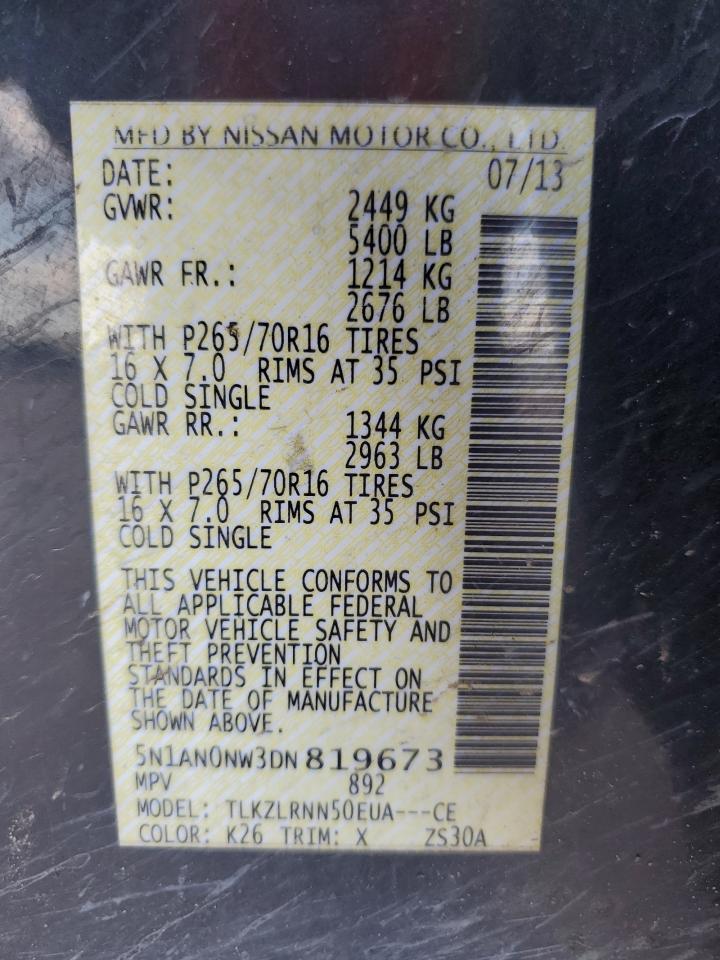 MFD BY NISSAN MOTOR CO., LTD.
DATE: 07/13
GVWR: 2449 KG
5400 LB
GAWR FR.: 1214 KG
2676 LB
WITH P265/70R16 TIRES
16 X 7.0 RIMS AT 35 PSI
COLD SINGLE
GAWR RR.: 1344 KG
2963 LB
WITH P265/70R16 TIRES
16 X 7.0 RIMS AT 35 PSI
COLD SINGLE
THIS VEHICLE CONFORMS TO
ALL APPLICABLE FEDERAL
MOTOR VEHICLE SAFETY AND
THEFT PREVENTION
STANDARDS IN EFFECT ON
THE DATE OF MANUFACTURE
SHOWN ABOVE.
5N1AN0NW3DN819673
MPV 892
MODEL: TLKZLRNN50EUA---CE
COLOR: K26 TRIM: X ZS30A